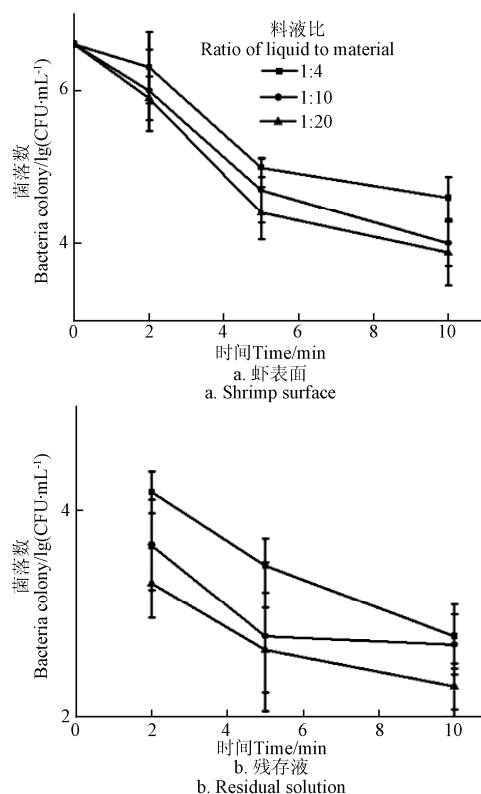 料液比
Ratio of liquid to material
1:4
1:10
1:20
菌落数
Bacteria colony/lg(CFU·mL⁻¹)
6
4
0 2 4 6 8 10
时间Time/min
a. 虾表面
a. Shrimp surface
菌落数
Bacteria colony/lg(CFU·mL⁻¹)
4
2
0 2 4 6 8 10
时间Time/min
b. 残存液
b. Residual solution